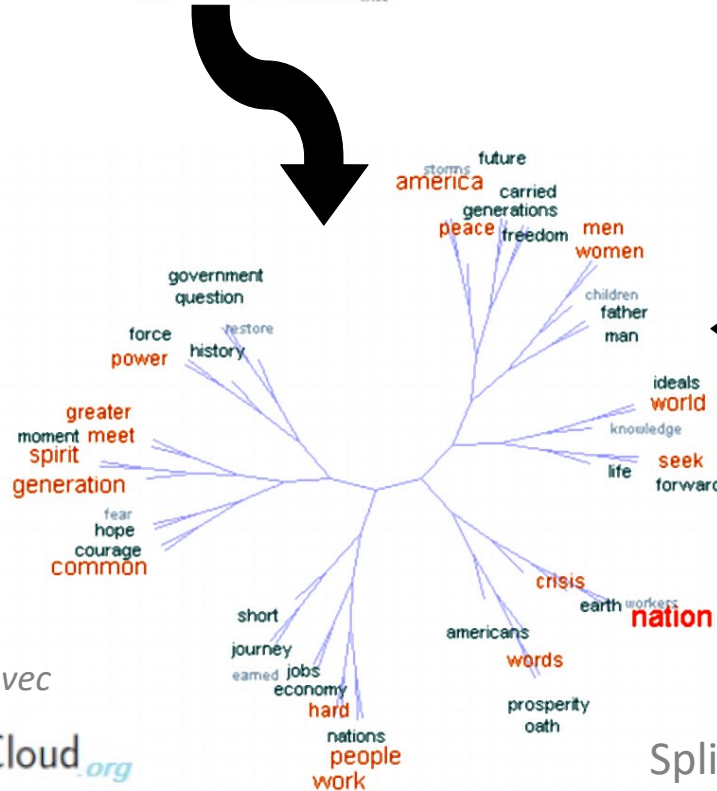 future
storms
america
carried
generations
peace freedom
men
women
children
father
man
government
question
restore
force
power history
ideals
world
knowledge
seek
life
forward
greater
moment meet
spirit
generation
fear
hope
courage
common
crisis
earth workers
nation
americans
words
prosperity
oath
short
journey
earned jobs
economy
hard
nations
people
work
vec
Cloud.org
Spli